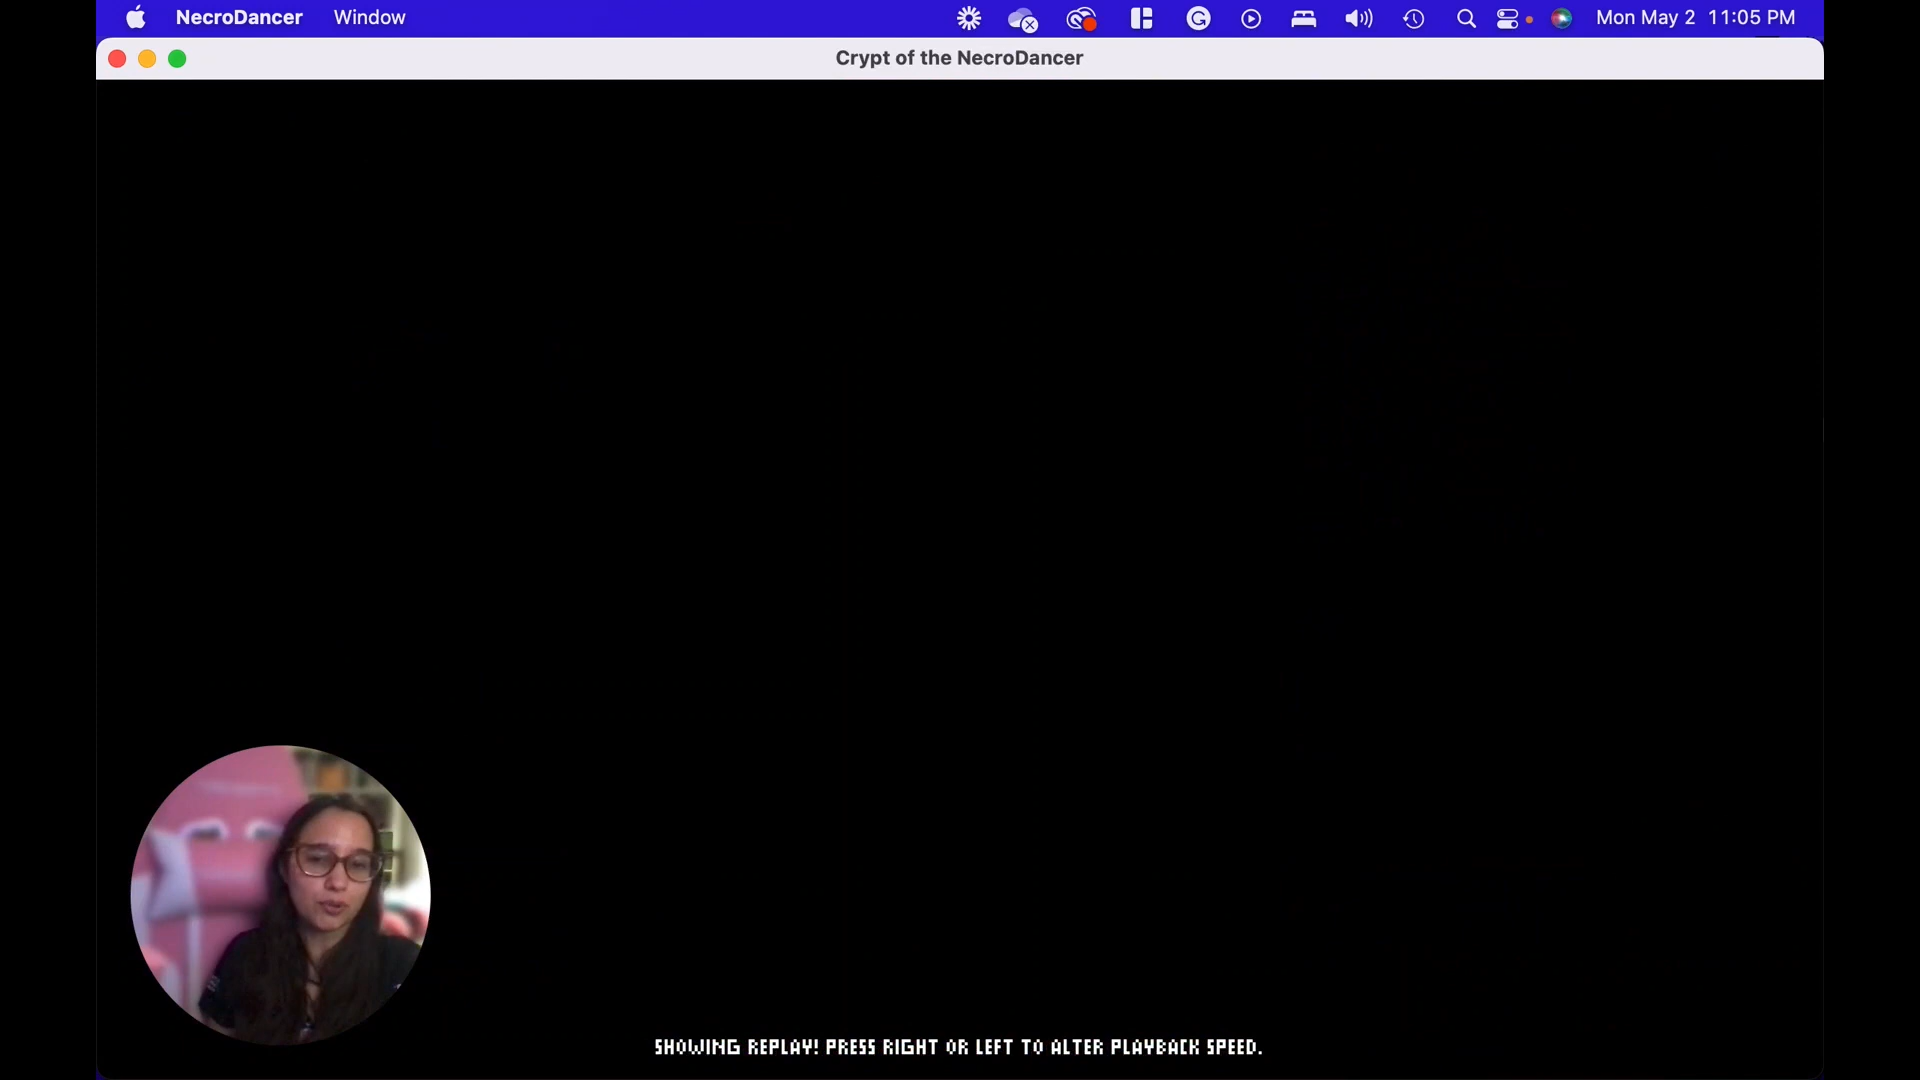 NecroDancer Window Mon May 2 11:05 PM
Crypt of the NecroDancer
SHOWING REPLAY! PRESS RIGHT OR LEFT TO ALTER PLAYBACK SPEED.